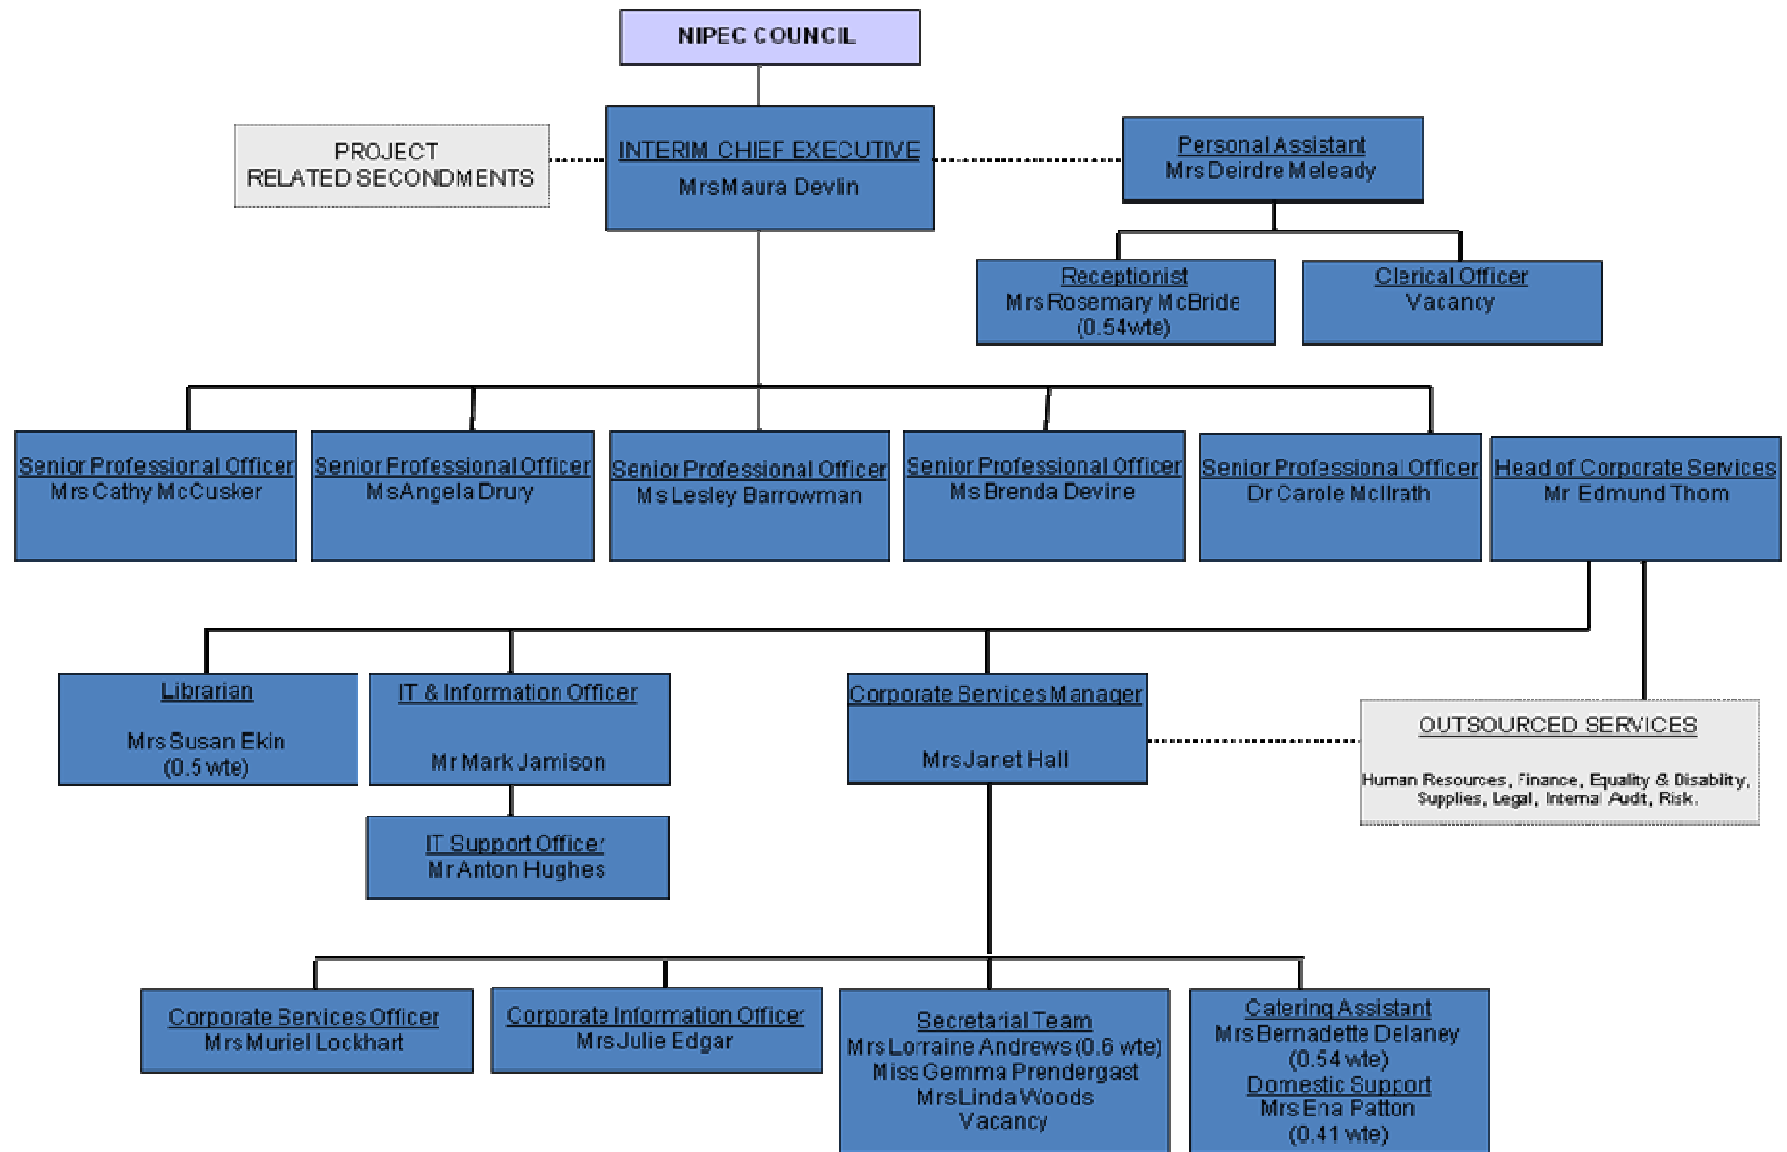 NIPEC COUNCIL
PROJECT
RELATED SECONDMENTS
INTERIM CHIEF EXECUTIVE
Mrs Maura Devlin
Personal Assistant
Mrs Deirdre Meleady
Receptionist
Mrs Rosemary McBride
(0.54wte)
Clerical Officer
Vacancy
Senior Professional Officer
Mrs Cathy McCusker
Senior Professional Officer
Ms Angela Drury
Senior Professional Officer
Ms Lesley Barrowman
Senior Professional Officer
Ms Brenda Devine
Senior Professional Officer
Dr Carole McIlrath
Head of Corporate Services
Mr Edmund Thom
Librarian
Mrs Susan Ekin
(0.5 wte)
IT & Information Officer
Mr Mark Jamison
Corporate Services Manager
Mrs Janet Hall
OUTSOURCED SERVICES
Human Resources, Finance, Equality & Disability,
Supplies, Legal, Internal Audit, Risk.
IT Support Officer
Mr Anton Hughes
Corporate Services Officer
Mrs Muriel Lockhart
Corporate Information Officer
Mrs Julie Edgar
Secretarial Team
Mrs Lorraine Andrews (0.6 wte)
Miss Gemma Prendergast
Mrs Linda Woods
Vacancy
Catering Assistant
Mrs Bernadette Delaney
(0.54 wte)
Domestic Support
Mrs Ena Patton
(0.41 wte)